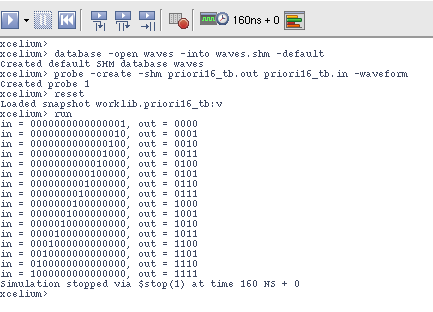 160ns + 0
xcelium>
xcelium> database -open waves -into waves.shm -default
Created default SHM database waves
xcelium> probe -create -shm priori16_tb.out priori16_tb.in -waveform
Created probe 1
xcelium> reset
Loaded snapshot worklib.priori16_tb:v
xcelium> run
in = 0000000000000001, out = 0000
in = 0000000000000010, out = 0001
in = 0000000000000100, out = 0010
in = 0000000000001000, out = 0011
in = 0000000000010000, out = 0100
in = 0000000000100000, out = 0101
in = 0000000001000000, out = 0110
in = 0000000010000000, out = 0111
in = 0000000100000000, out = 1000
in = 0000001000000000, out = 1001
in = 0000010000000000, out = 1010
in = 0000100000000000, out = 1011
in = 0001000000000000, out = 1100
in = 0010000000000000, out = 1101
in = 0100000000000000, out = 1110
in = 1000000000000000, out = 1111
Simulation stopped via $stop(1) at time 160 NS + 0
xcelium>